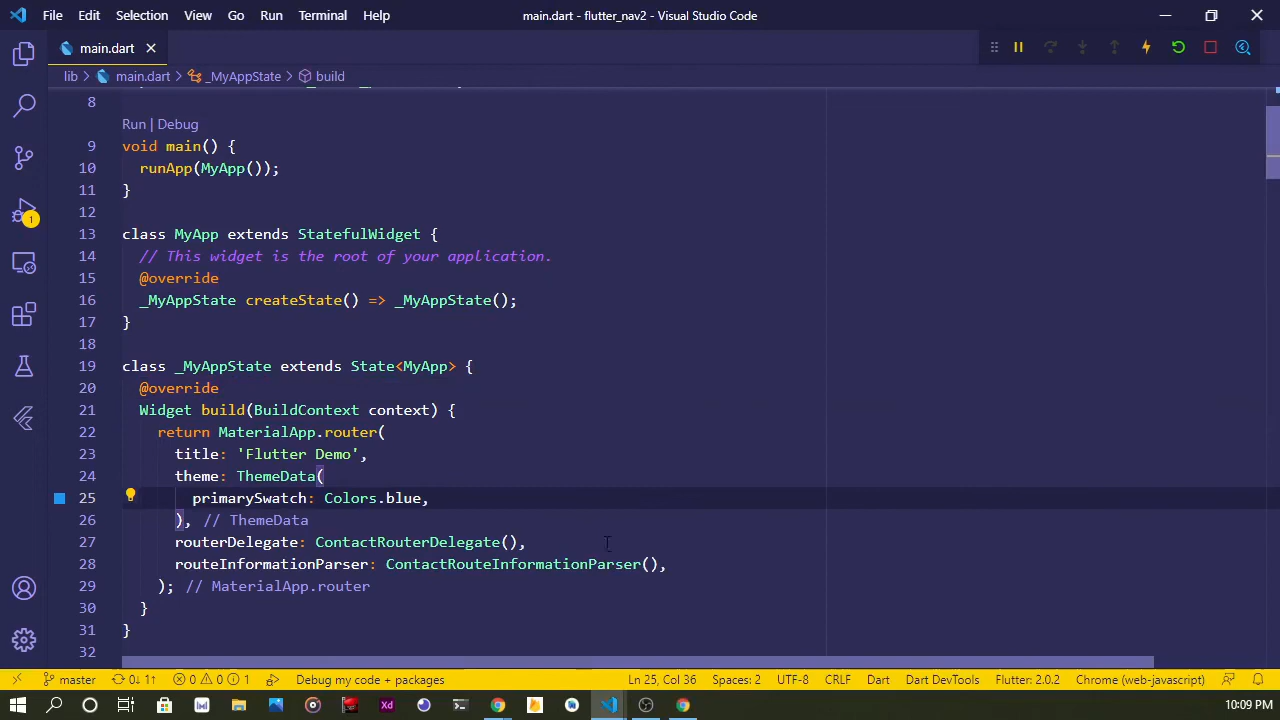 File Edit Selection View Go Run Terminal Help main.dart - flutter_nav2 - Visual Studio Code
main.dart
lib > main.dart > _MyAppState > build
8
Run | Debug
9 void main() {
10 runApp(MyApp());
11 }
12
13 class MyApp extends StatefulWidget {
14 // This widget is the root of your application.
15 @override
16 _MyAppState createState() => _MyAppState();
17 }
18
19 class _MyAppState extends State<MyApp> {
20 @override
21 Widget build(BuildContext context) {
22 return MaterialApp.router(
23 title: 'Flutter Demo',
24 theme: ThemeData(
25 primarySwatch: Colors.blue,
26 ), // ThemeData
27 routerDelegate: ContactRouterDelegate(),
28 routeInformationParser: ContactRouteInformationParser(),
29 ); // MaterialApp.router
30 }
31 }
32
1
master 0↓ 1↑ 0 0 1 Debug my code + packages Ln 25, Col 36 Spaces: 2 UTF-8 CRLF Dart Dart DevTools Flutter: 2.0.2 Chrome (web-javascript)
Xd 10:09 PM